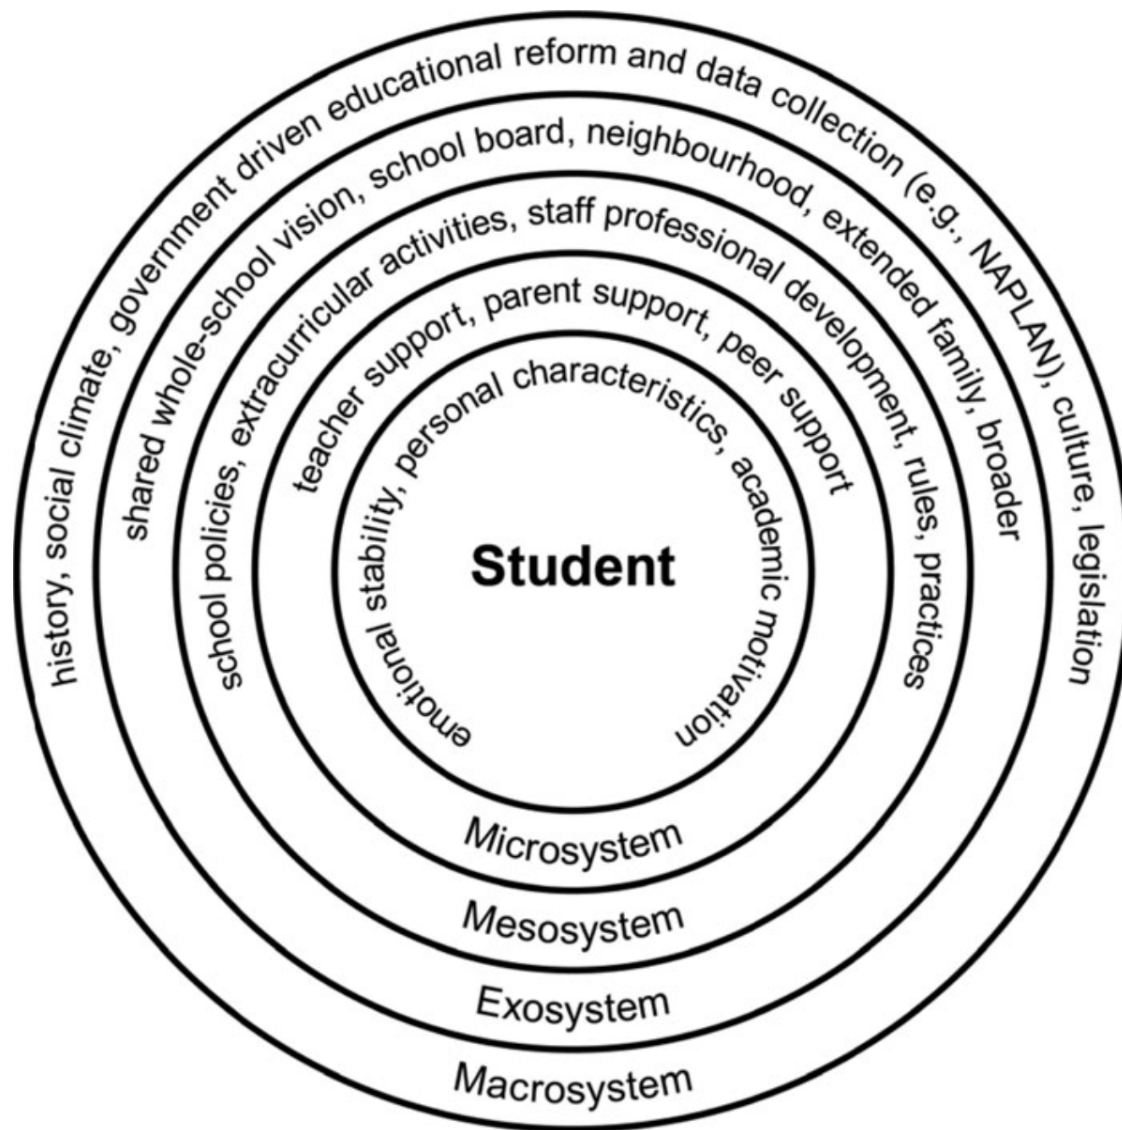 history, social climate, government driven educational reform and data collection (e.g., NAPLAN), culture, legislation
shared whole-school vision, school board, neighbourhood, extended family, broader
school policies, extracurricular activities, staff professional development, rules, practices
teacher support, parent support, peer support
emotional stability, personal characteristics, academic motivation
Student
Microsystem
Mesosystem
Exosystem
Macrosystem